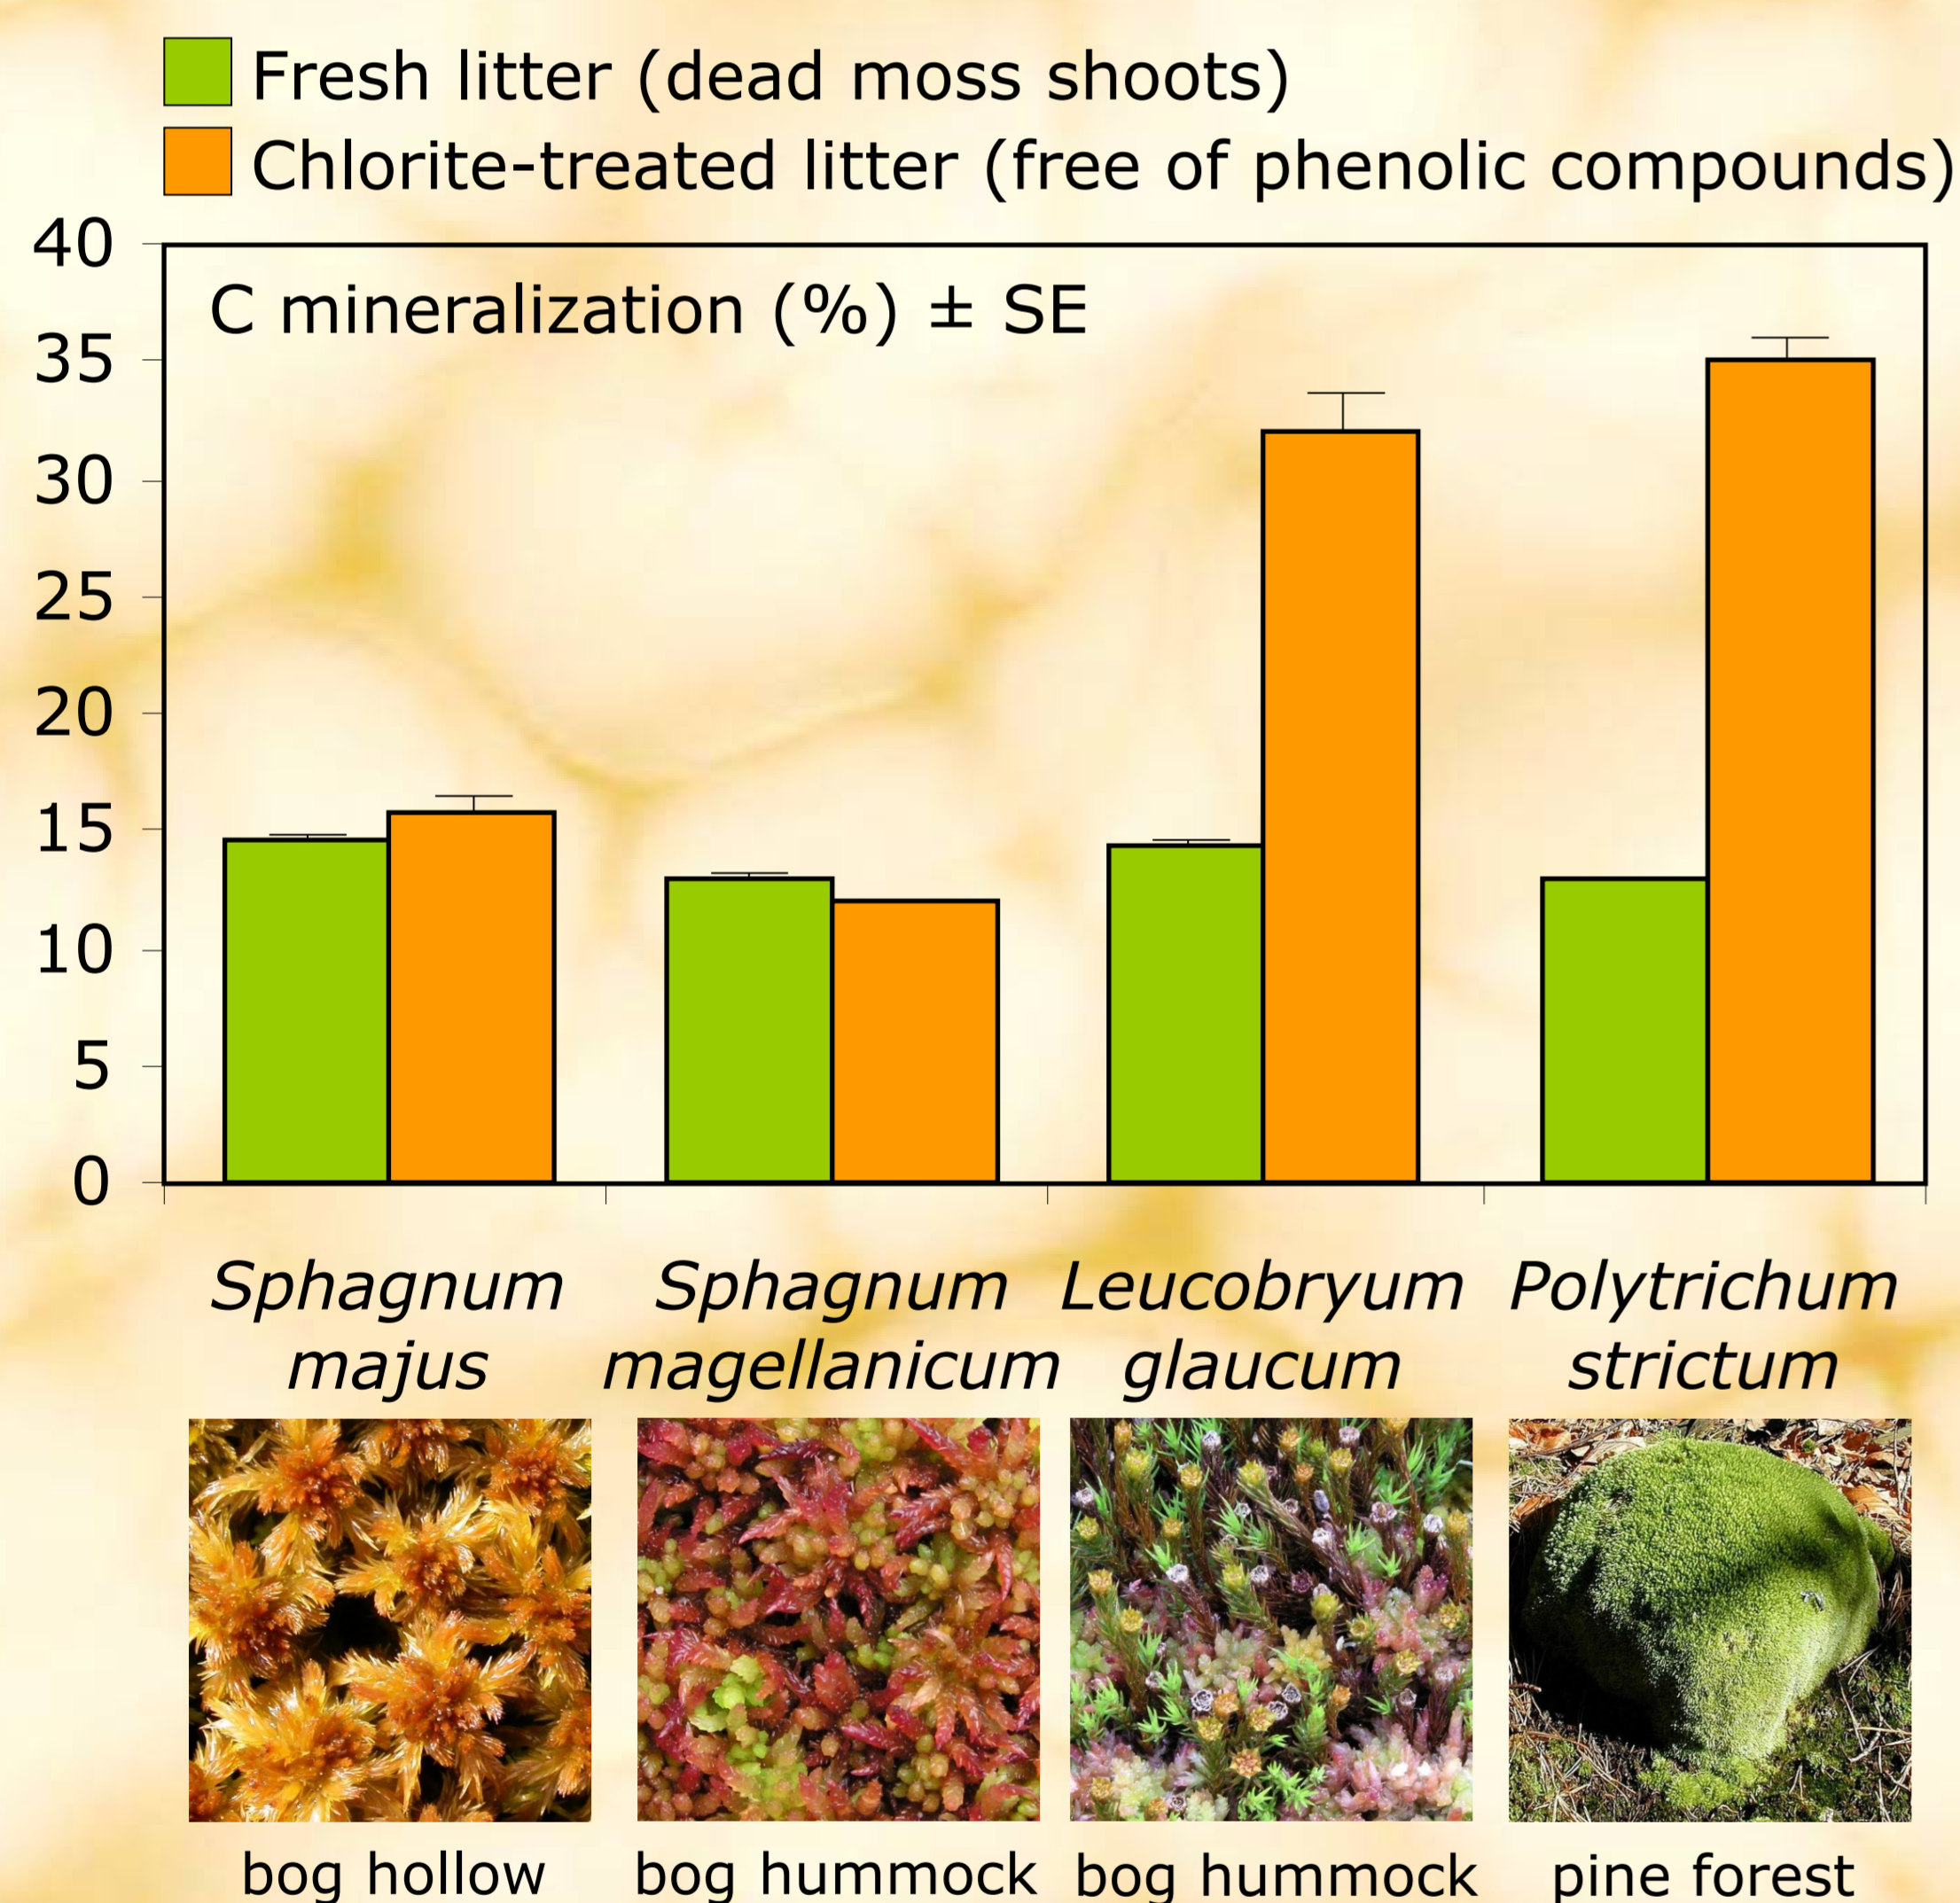 Fresh litter (dead moss shoots)
Chlorite-treated litter (free of phenolic compounds)
C mineralization (%) ± SE
40
35
30
25
20
15
10
5
0
Sphagnum majus
Sphagnum magellanicum
Leucobryum glaucum
Polytrichum strictum
bog hollow
bog hummock
bog hummock
pine forest